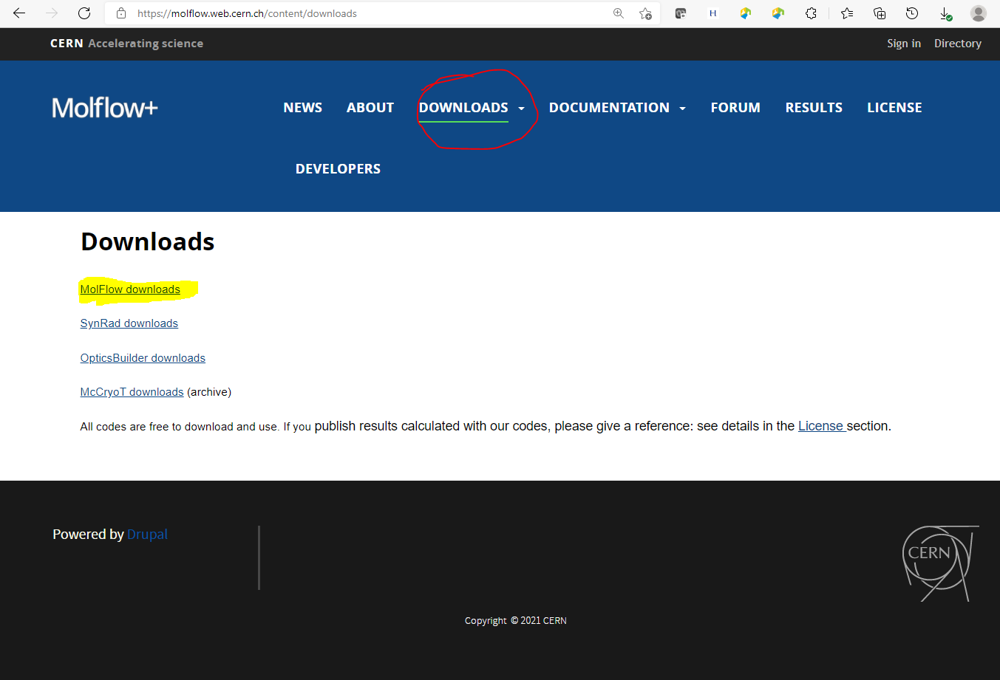 https://molflow.web.cern.ch/content/downloads
H
CERN Accelerating science
Sign in Directory
Molflow+
NEWS ABOUT DOWNLOADS DOCUMENTATION FORUM RESULTS LICENSE
DEVELOPERS
Downloads
MolFlow downloads
SynRad downloads
OpticsBuilder downloads
McCryoT downloads (archive)
All codes are free to download and use. If you publish results calculated with our codes, please give a reference: see details in the License section.
Powered by Drupal
CERN
Copyright © 2021 CERN